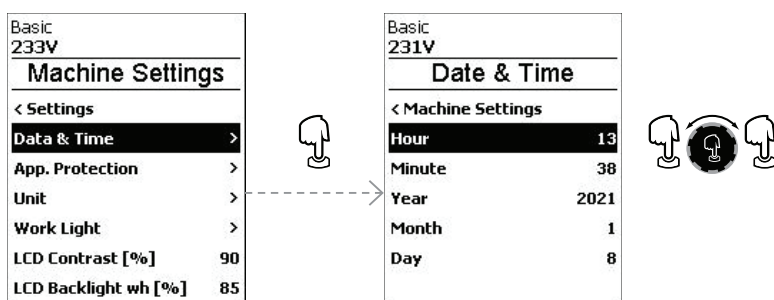 Basic
233V
Machine Settings
< Settings
Data & Time >
App. Protection >
Unit >
Work Light >
LCD Contrast [%] 90
LCD Backlight wh [%] 85
Basic
231V
Date & Time
< Machine Settings
Hour 13
Minute 38
Year 2021
Month 1
Day 8